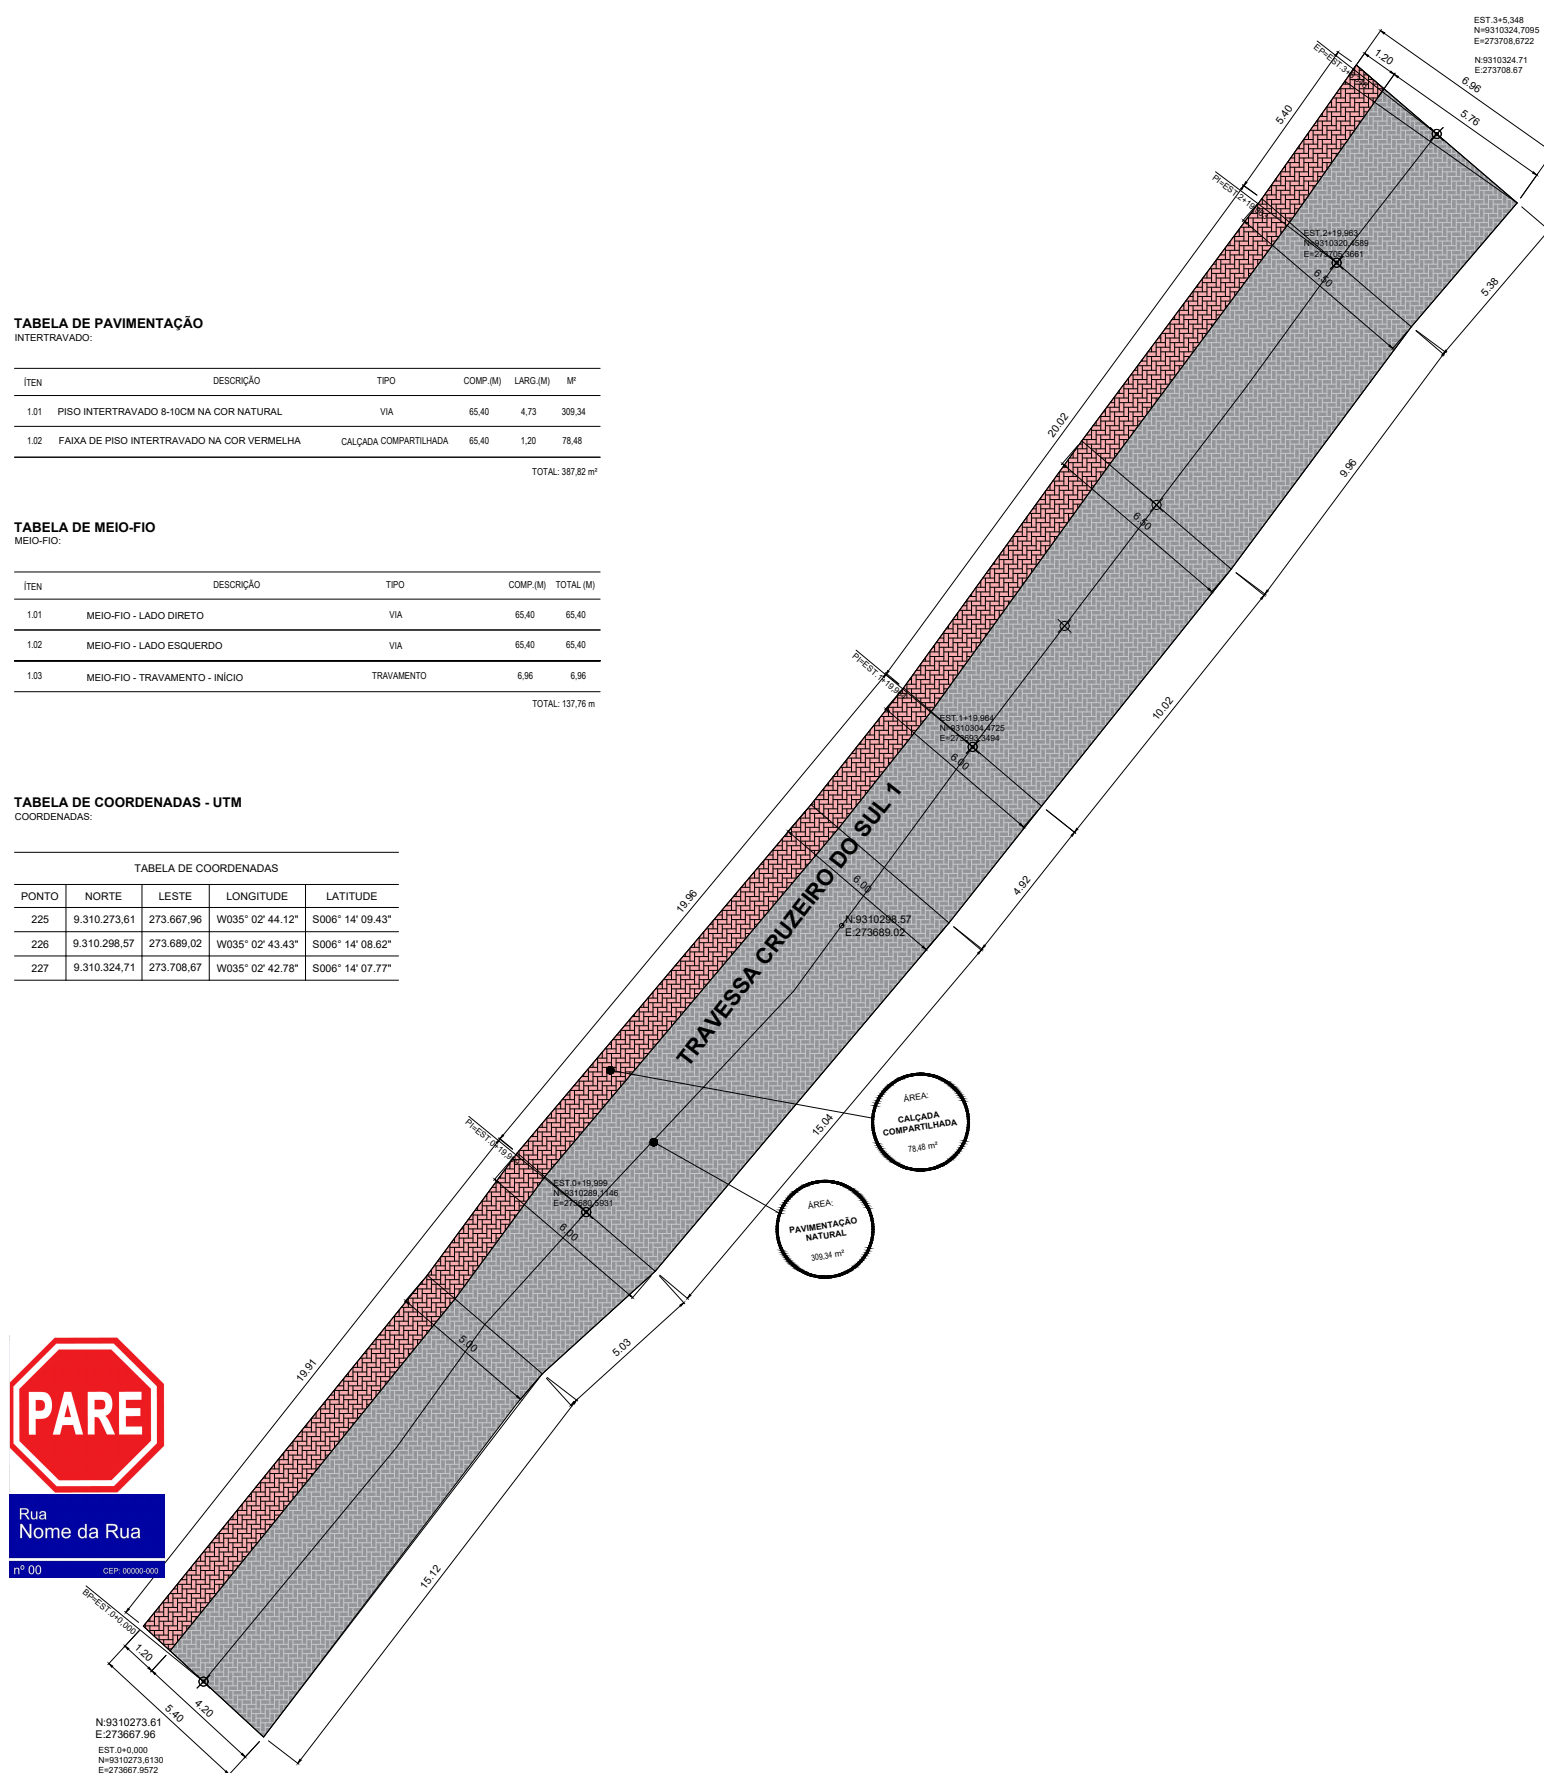 EST.3+5,348
N=9310324,7095
E=273708,6722
N:9310324.71
E:273708.67
1.20
6.96
5.76
5.40
EST.2+19,963
N=9310320,4589
E=273705,3661
6.50
5.38
TABELA DE PAVIMENTAÇÃO
INTERTRAVADO:
ÍTEN DESCRIÇÃO TIPO COMP.(M) LARG.(M) M²
1.01 PISO INTERTRAVADO 8-10CM NA COR NATURAL VIA 65,40 4,73 309,34
1.02 FAIXA DE PISO INTERTRAVADO NA COR VERMELHA CALÇADA COMPARTILHADA 65,40 1,20 78,48
TOTAL: 387,82 m²
20.02
9.96
6.50
TABELA DE MEIO-FIO
MEIO-FIO:
ÍTEN DESCRIÇÃO TIPO COMP.(M) TOTAL (M)
1.01 MEIO-FIO - LADO DIRETO VIA 65,40 65,40
1.02 MEIO-FIO - LADO ESQUERDO VIA 65,40 65,40
1.03 MEIO-FIO - TRAVAMENTO - INÍCIO TRAVAMENTO 6,96 6,96
TOTAL: 137,76 m
EST.1+19,964
N=9310304,4725
E=273693,3494
6.00
10.02
TABELA DE COORDENADAS - UTM
COORDENADAS:
TABELA DE COORDENADAS
PONTO NORTE LESTE LONGITUDE LATITUDE
225 9.310.273,61 273.667,96 W035° 02' 44.12" S006° 14' 09.43"
226 9.310.298,57 273.689,02 W035° 02' 43.43" S006° 14' 08.62"
227 9.310.324,71 273.708,67 W035° 02' 42.78" S006° 14' 07.77"
TRAVESSA CRUZEIRO DO SUL 1
19.96
6.00
4.92
N:9310298.57
E:273689.02
ÁREA:
CALÇADA
COMPARTILHADA
78,48 m²
15.04
ÁREA:
PAVIMENTAÇÃO
NATURAL
309,34 m²
EST.0+19,999
N=9310289,1146
E=273680,5931
6.00
5.00
5.03
19.91
15.12
PARE
Rua
Nome da Rua
nº 00 CEP: 00000-000
BP=EST.0+0,000
1.20
4.20
5.40
N:9310273.61
E:273667.96
EST.0+0,000
N=9310273,6130
E=273667,9572